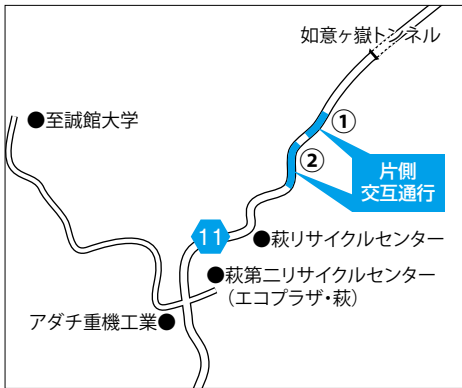 如意ヶ嶽トンネル
●至誠館大学
①
②
片側
交互通行
11
●萩リサイクルセンター
●萩第二リサイクルセンター
（エコプラザ・萩）
アダチ重機工業●